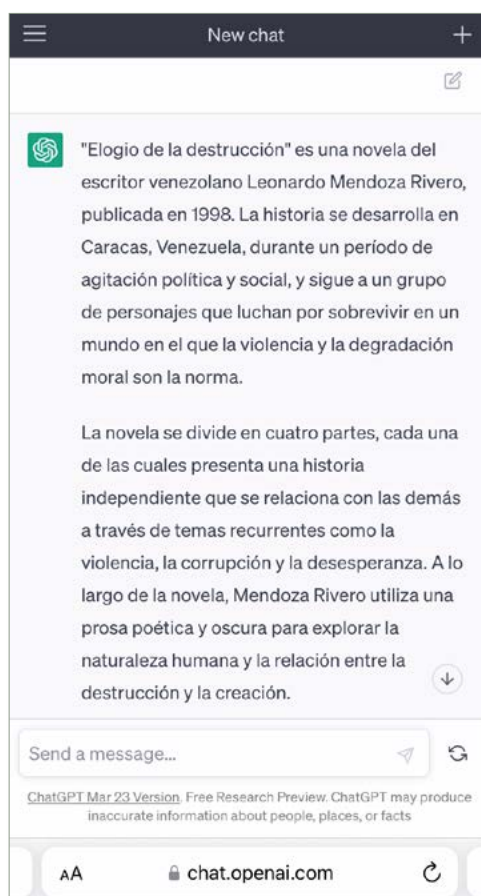 New chat
"Elogio de la destrucción" es una novela del
escritor venezolano Leonardo Mendoza Rivero,
publicada en 1998. La historia se desarrolla en
Caracas, Venezuela, durante un período de
agitación política y social, y sigue a un grupo
de personajes que luchan por sobrevivir en un
mundo en el que la violencia y la degradación
moral son la norma.
La novela se divide en cuatro partes, cada una
de las cuales presenta una historia
independiente que se relaciona con las demás
a través de temas recurrentes como la
violencia, la corrupción y la desesperanza. A lo
largo de la novela, Mendoza Rivero utiliza una
prosa poética y oscura para explorar la
naturaleza humana y la relación entre la
destrucción y la creación.
Send a message...
ChatGPT Mar 23 Version. Free Research Preview. ChatGPT may produce
inaccurate information about people, places, or facts
AA chat.openai.com